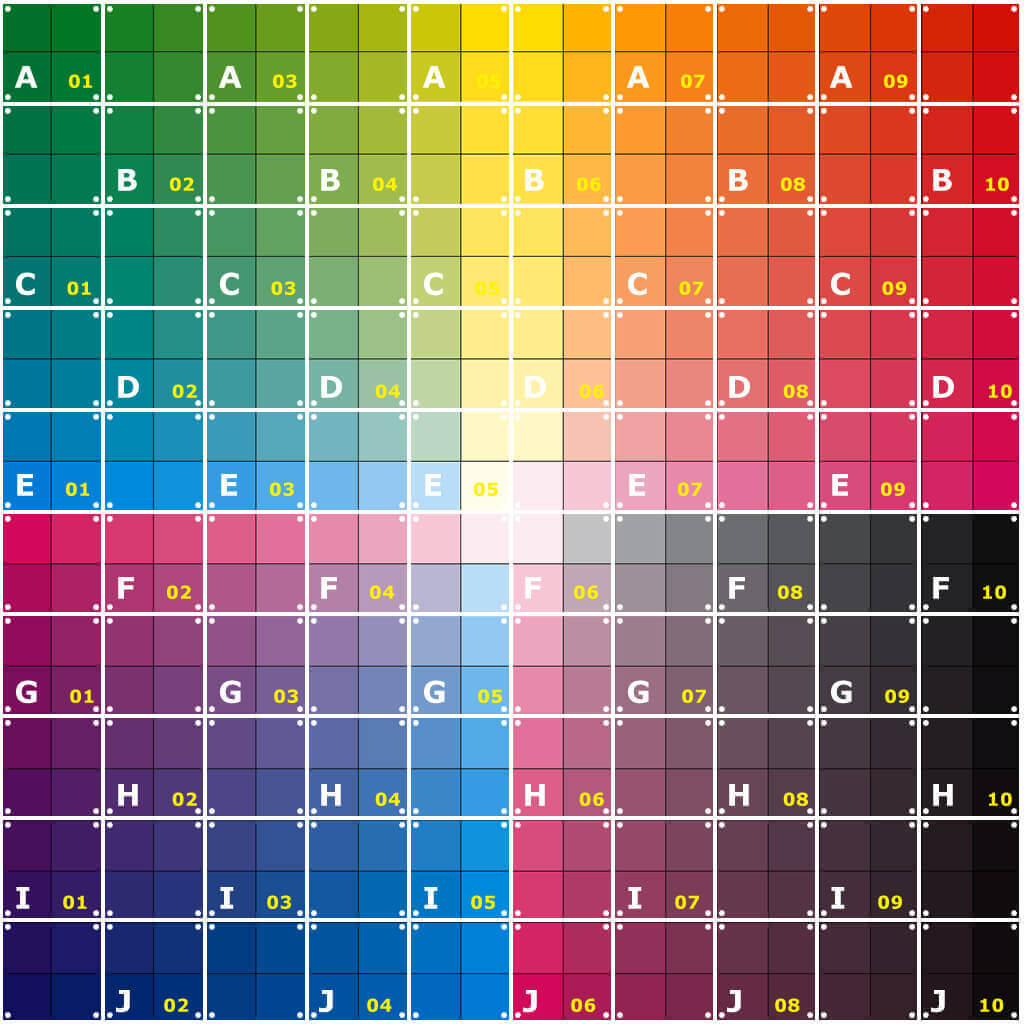 A 01 A 03 A 05 A 07 A 09
B 02 B 04 B 06 B 08 B 10
C 01 C 03 C 05 C 07 C 09
D 02 D 04 D 06 D 08 D 10
E 01 E 03 E 05 E 07 E 09
F 02 F 04 F 06 F 08 F 10
G 01 G 03 G 05 G 07 G 09
H 02 H 04 H 06 H 08 H 10
I 01 I 03 I 05 I 07 I 09
J 02 J 04 J 06 J 08 J 10